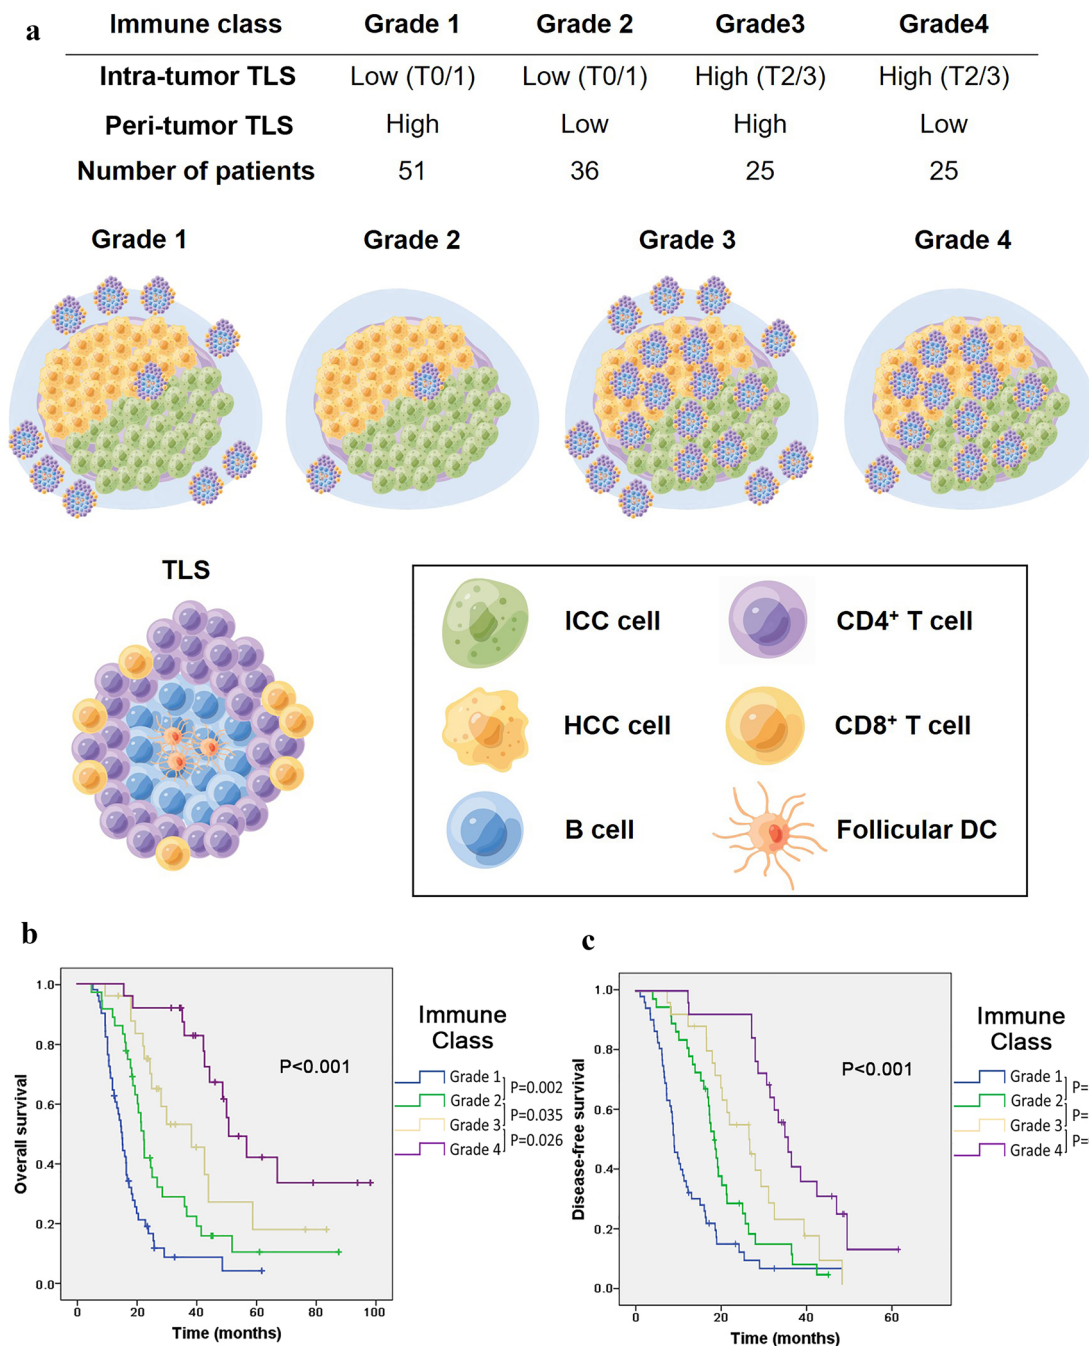 a
Immune class Grade 1 Grade 2 Grade3 Grade4
Intra-tumor TLS Low (T0/1) Low (T0/1) High (T2/3) High (T2/3)
Peri-tumor TLS High Low High Low
Number of patients 51 36 25 25
Grade 1 Grade 2 Grade 3 Grade 4
TLS
ICC cell CD4⁺ T cell
HCC cell CD8⁺ T cell
B cell Follicular DC
b
Overall survival
1.0
0.8
0.6
0.4
0.2
0.0
0 20 40 60 80 100
Time (months)
P<0.001
Immune
Class
Grade 1
P=0.002
Grade 2
P=0.035
Grade 3
P=0.026
Grade 4
c
Disease-free survival
1.0
0.8
0.6
0.4
0.2
0.0
0 20 40 60
Time (months)
P<0.001
Immune
Class
Grade 1
P=
Grade 2
P=
Grade 3
P=
Grade 4